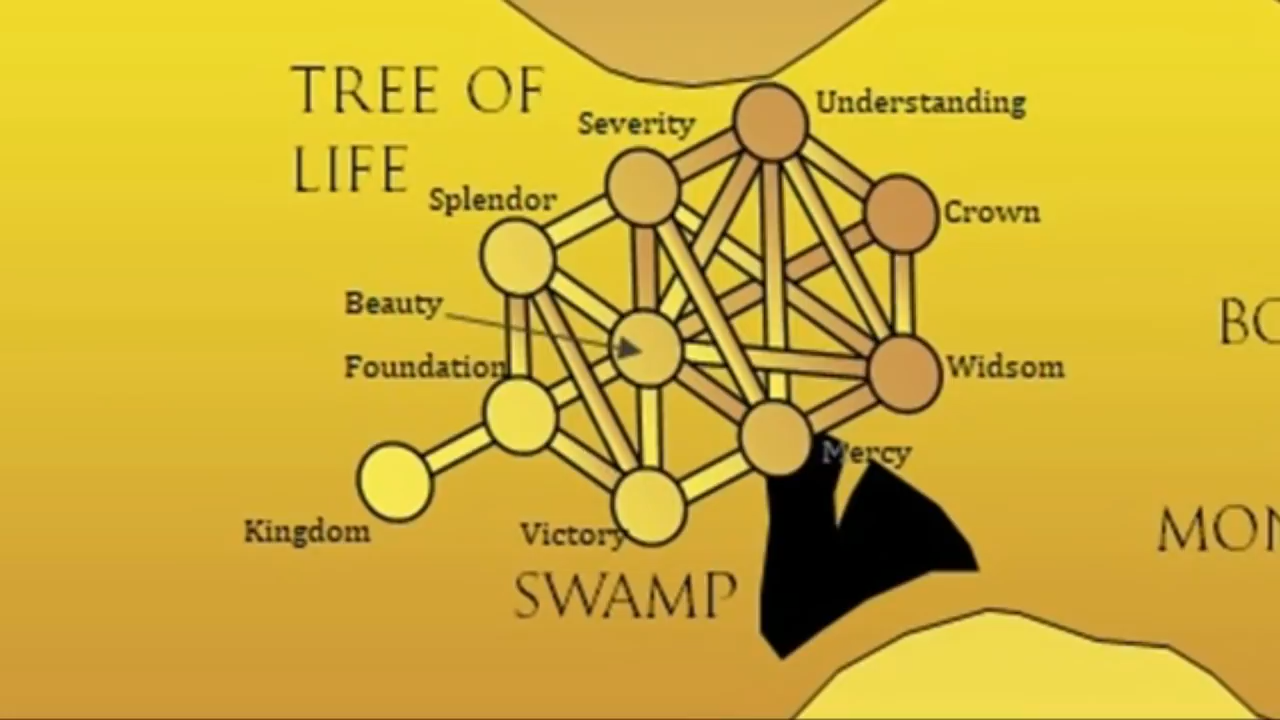 TREE OF
LIFE
Understanding
Severity
Splendor
Crown
Beauty
Foundation
Widsom
Mercy
Kingdom
Victory
SWAMP